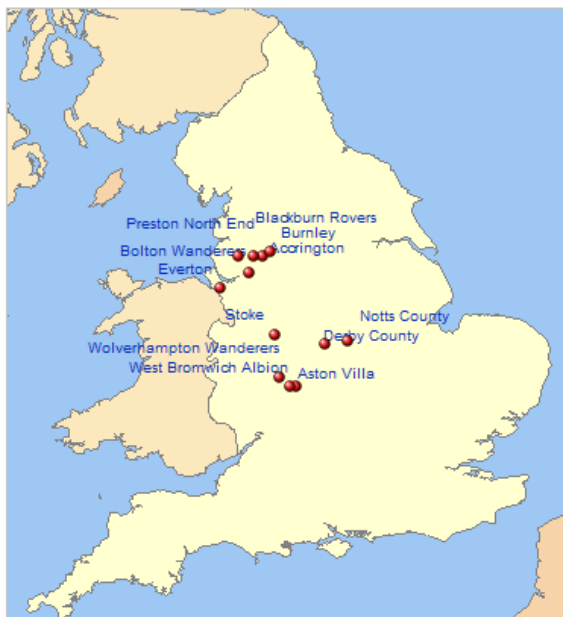 Blackburn Rovers
Preston North End
Burnley
Accrington
Bolton Wanderers
Everton
Stoke
Notts County
Derby County
Wolverhampton Wanderers
West Bromwich Albion
Aston Villa